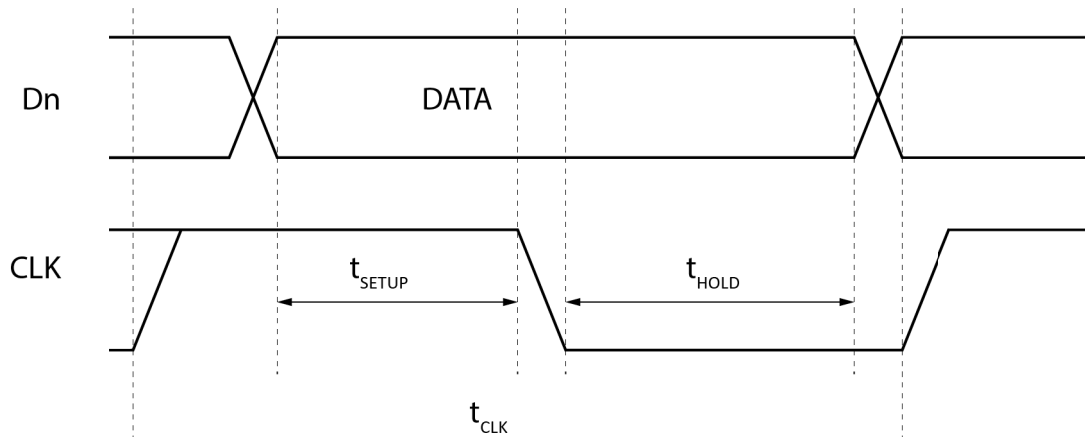 Dn
DATA
CLK
tSETUP
tHOLD
tCLK